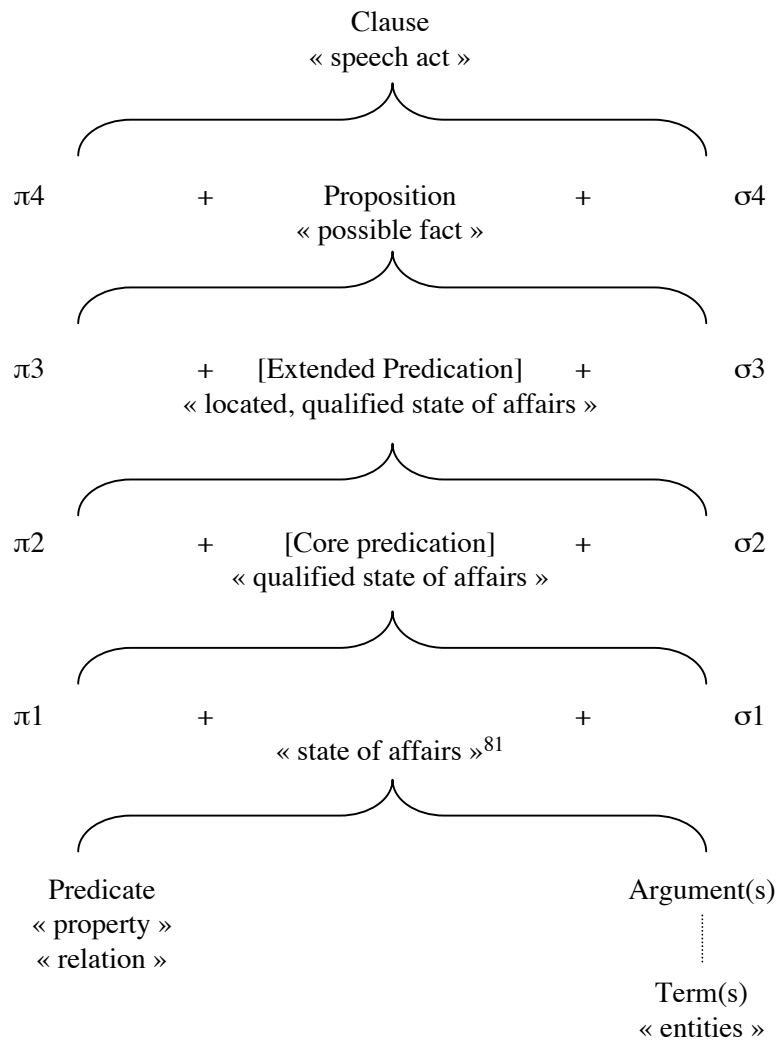 Clause
« speech act »
π4 + Proposition + σ4
« possible fact »
π3 + [Extended Predication] + σ3
« located, qualified state of affairs »
π2 + [Core predication] + σ2
« qualified state of affairs »
π1 + + σ1
« state of affairs »81
Predicate Argument(s)
« property »
« relation »
Term(s)
« entities »